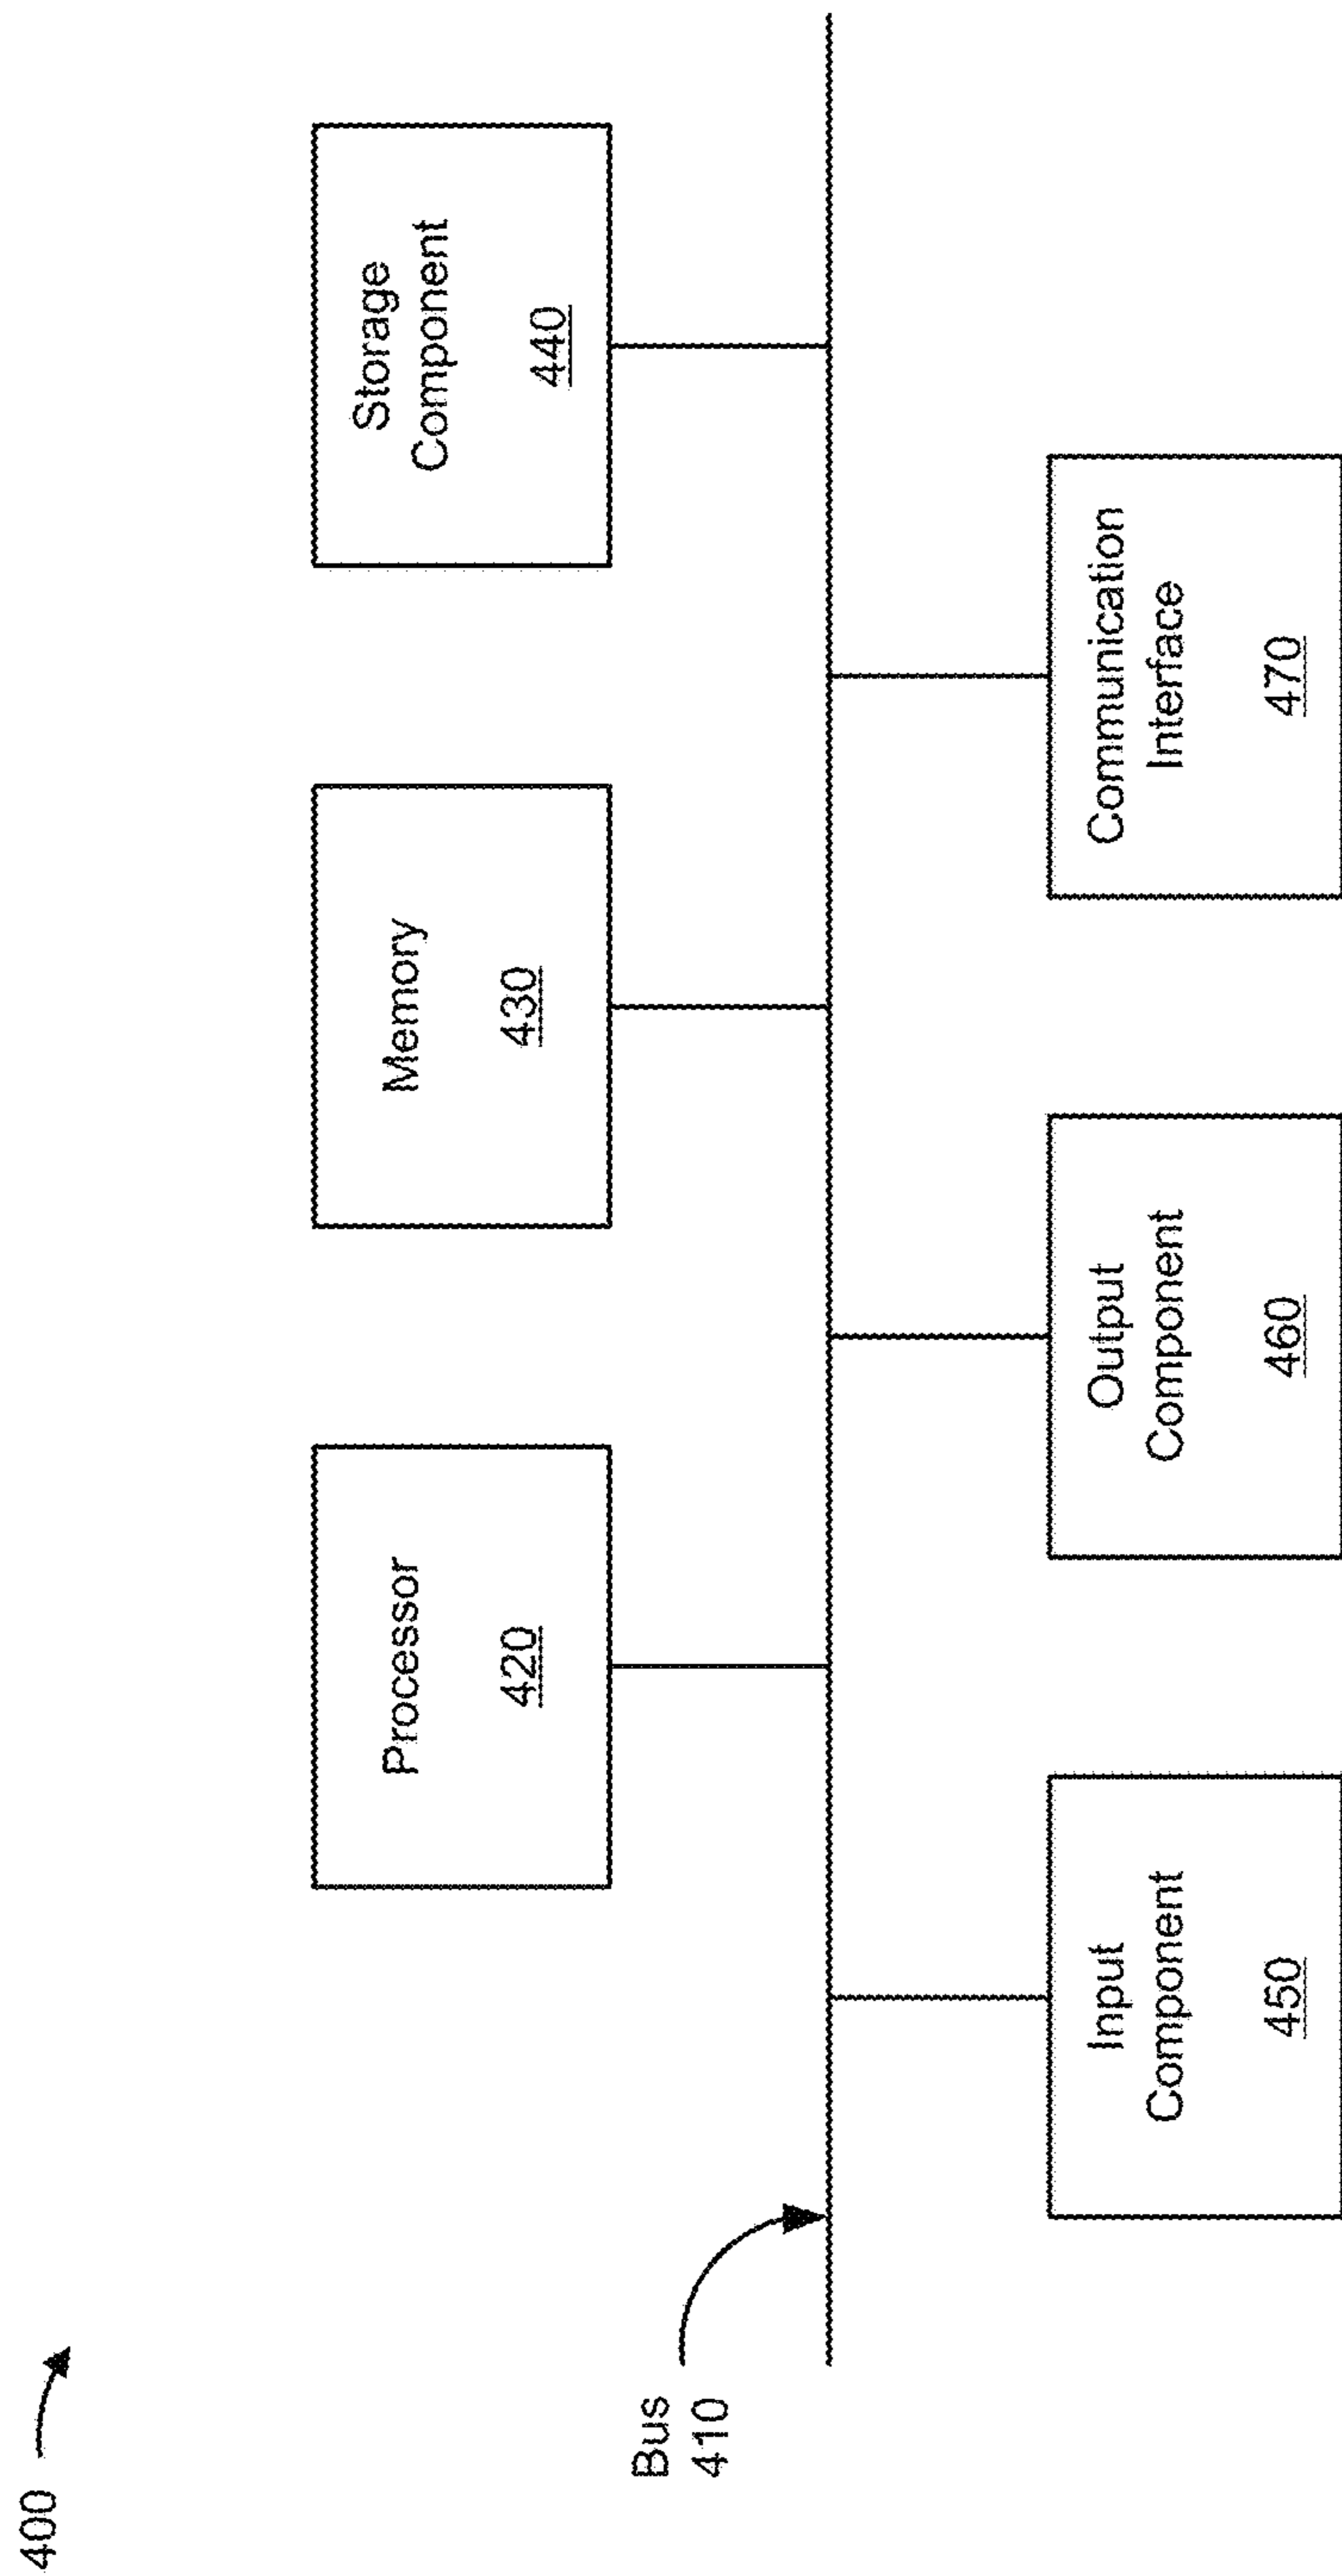 400
Processor
420
Memory
430
Storage
Component
440
Bus
410
Input
Component
450
Output
Component
460
Communication
Interface
470